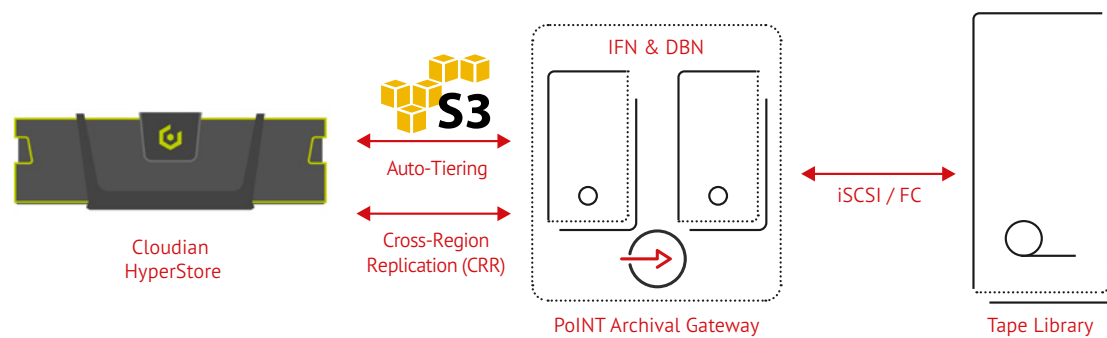 IFN & DBN
S3
Auto-Tiering
Cross-Region
Replication (CRR)
iSCSI / FC
Cloudian
HyperStore
PoINT Archival Gateway
Tape Library